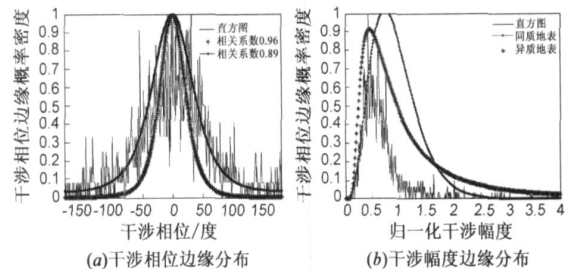 干涉相位边缘概率密度
1
0.9
0.8
0.7
0.6
0.5
0.4
0.3
0.2
0.1
0
直方图
相关系数0.96
相关系数0.89
-150-100 -50 0 50 100 150
干涉相位/度
(a)干涉相位边缘分布
干涉相位边缘概率密度
1
0.9
0.8
0.7
0.6
0.5
0.4
0.3
0.2
0.1
0
直方图
同质地表
异质地表
0 0.5 1 1.5 2 2.5 3 3.5 4
归一化干涉幅度
(b)干涉幅度边缘分布